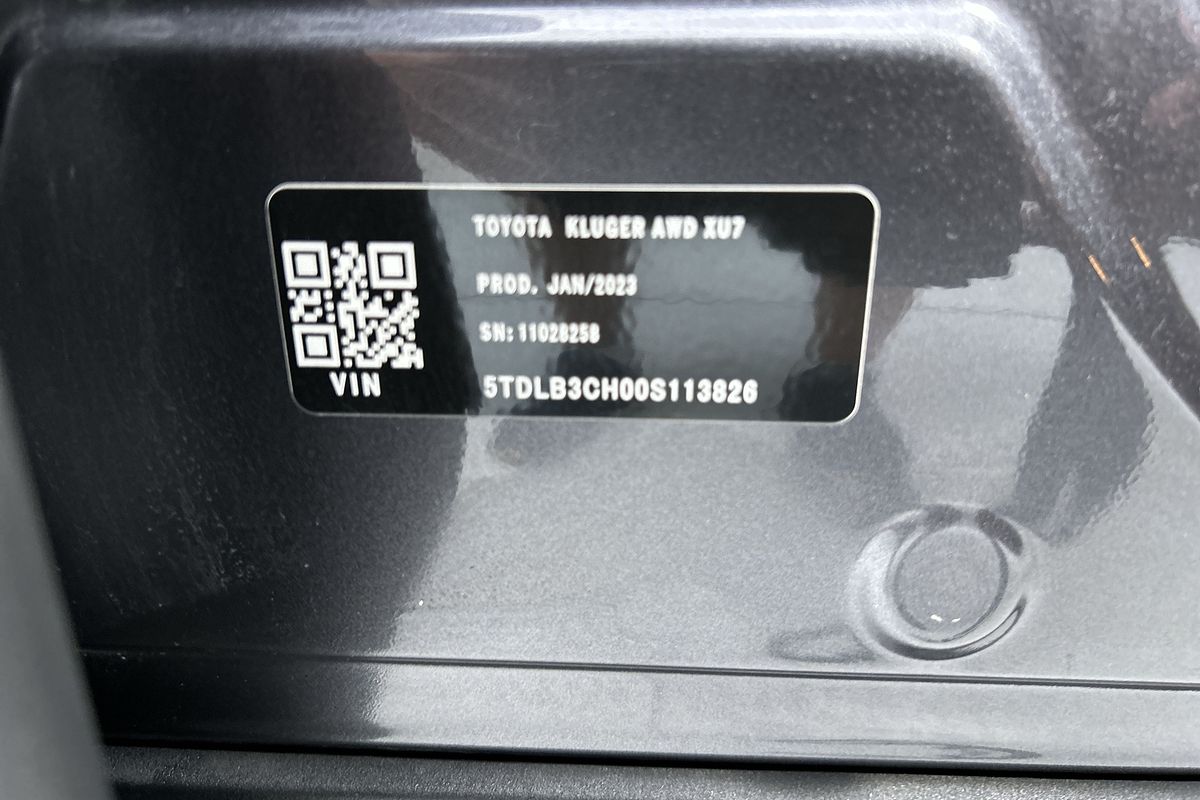 TOYOTA KLUGER AWD XU7
PROD. JAN/2023
SN: 11028258
VIN
5TDLB3CH00S113826